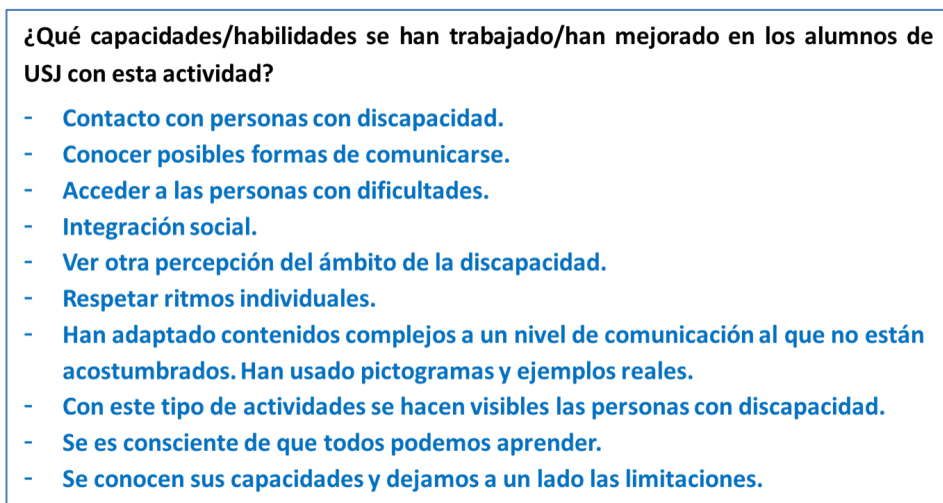 ¿Qué capacidades/habilidades se han trabajado/han mejorado en los alumnos de
USJ con esta actividad?
- Contacto con personas con discapacidad.
- Conocer posibles formas de comunicarse.
- Acceder a las personas con dificultades.
- Integración social.
- Ver otra percepción del ámbito de la discapacidad.
- Respetar ritmos individuales.
- Han adaptado contenidos complejos a un nivel de comunicación al que no están
acostumbrados. Han usado pictogramas y ejemplos reales.
- Con este tipo de actividades se hacen visibles las personas con discapacidad.
- Se es consciente de que todos podemos aprender.
- Se conocen sus capacidades y dejamos a un lado las limitaciones.